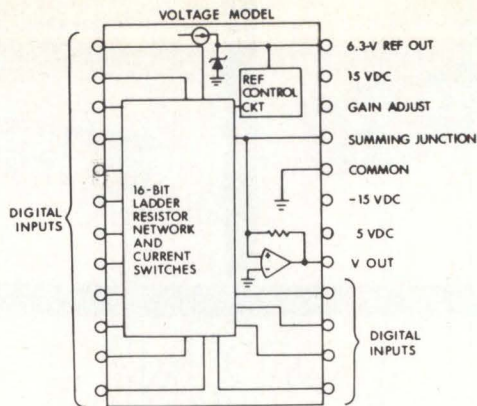 VOLTAGE MODEL
6.3-V REF OUT
15 VDC
REF
CONTROL
CKT
GAIN ADJUST
SUMMING JUNCTION
COMMON
16-BIT
LADDER
RESISTOR
NETWORK
AND
CURRENT
SWITCHES
-15 VDC
DIGITAL
INPUTS
5 VDC
V OUT
DIGITAL
INPUTS